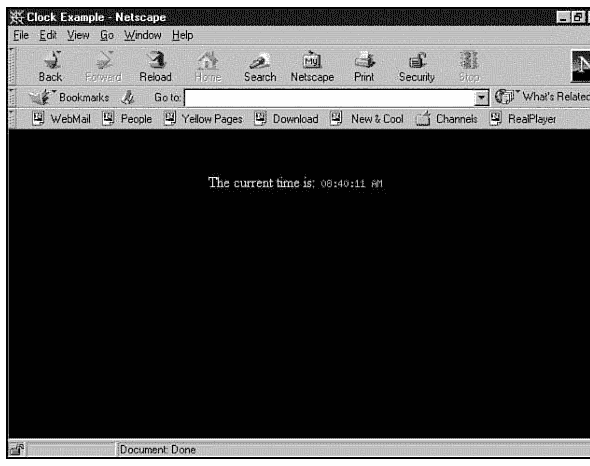 Clock Example - Netscape
File Edit View Go Window Help
Back Forward Reload Home Search Netscape Print Security Stop
My
N
Bookmarks Go to: What's Related
WebMail People Yellow Pages Download New & Cool Channels RealPlayer
The current time is: 08:40:11 AM
Document: Done